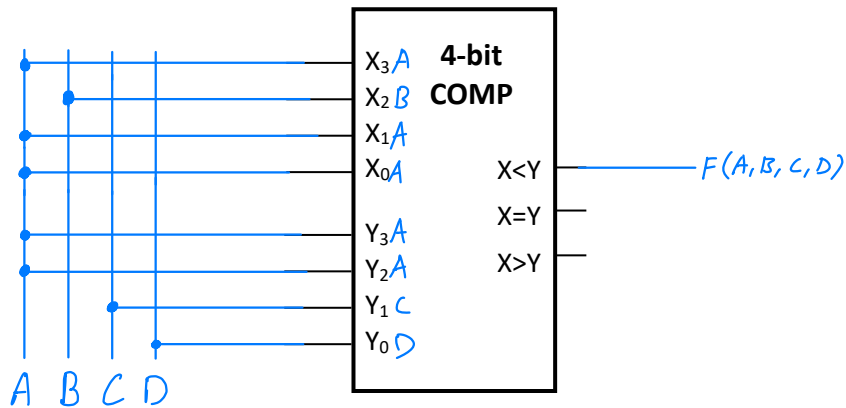 4-bit
COMP
X₃ A
X₂ B
X₁ A
X₀ A
Y₃ A
Y₂ A
Y₁ C
Y₀ D
X<Y
X=Y
X>Y
F(A,B,C,D)
A B C D